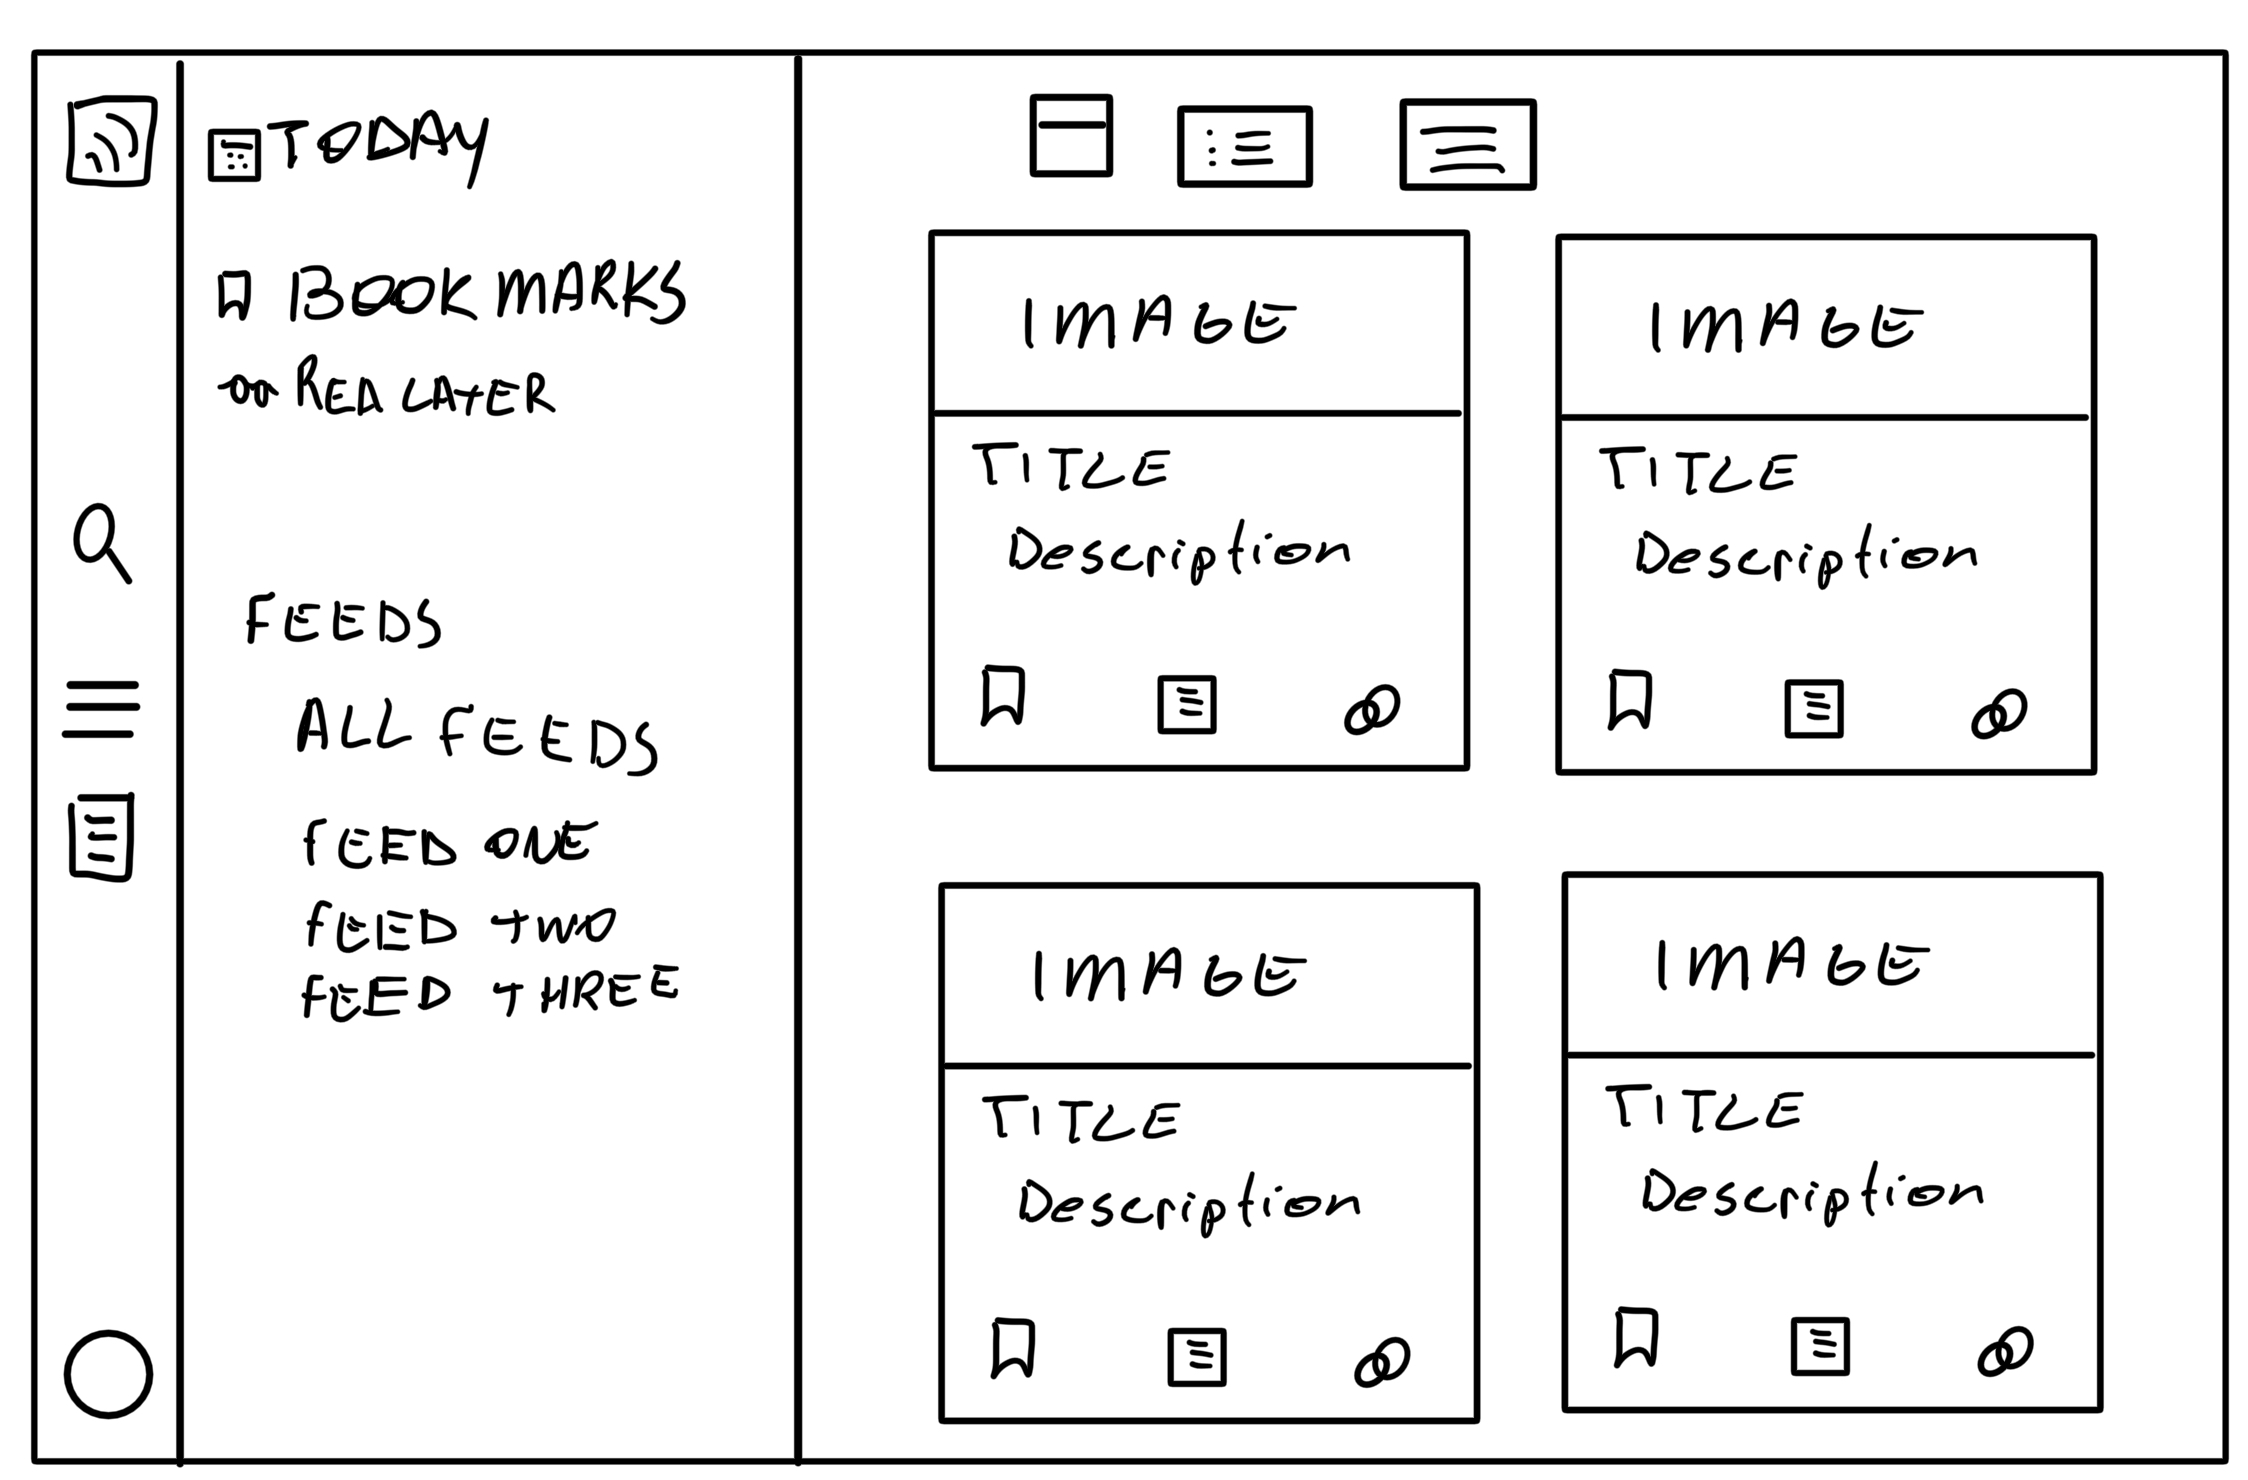 TODAY
BOOKMARKS
REA LATER
FEEDS
ALL FEEDS
FEED ONE
FEED TWO
FEED THREE
IMAGE
TITLE
Description
IMAGE
TITLE
Description
IMAGE
TITLE
Description
IMAGE
TITLE
Description